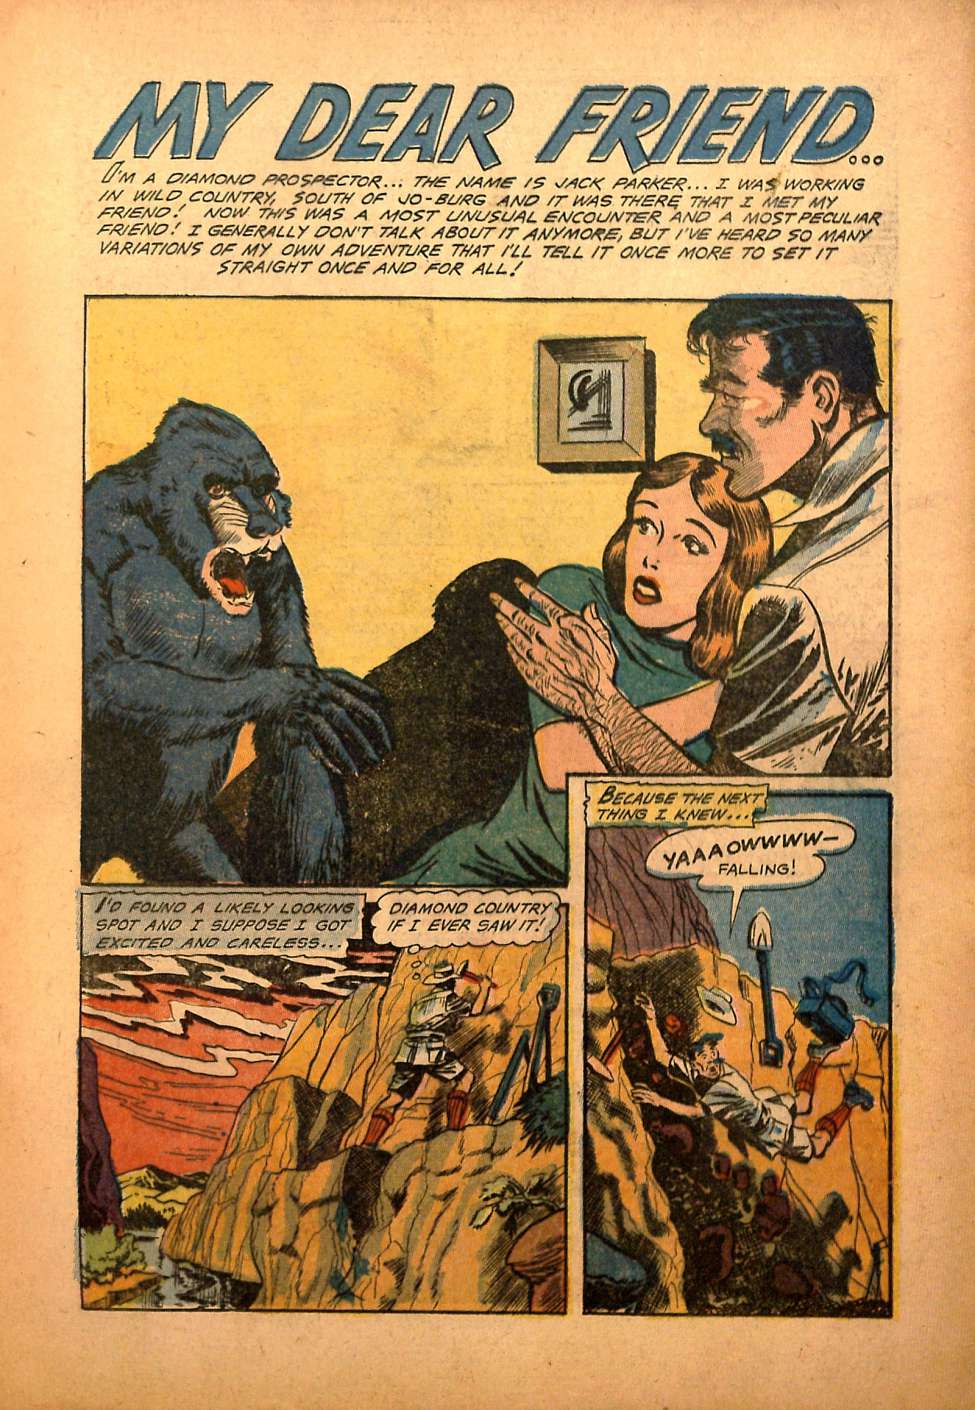 MY DEAR FRIEND...
I'M A DIAMOND PROSPECTOR... THE NAME IS JACK PARKER... I WAS WORKING
IN WILD COUNTRY, SOUTH OF JO-BURG AND IT WAS THERE THAT I MET MY
FRIEND! NOW THIS WAS A MOST UNUSUAL ENCOUNTER AND A MOST PECULIAR
FRIEND! I GENERALLY DON'T TALK ABOUT IT ANYMORE, BUT I'VE HEARD SO MANY
VARIATIONS OF MY OWN ADVENTURE THAT I'LL TELL IT ONCE MORE TO SET IT
STRAIGHT ONCE AND FOR ALL!
I'D FOUND A LIKELY LOOKING
SPOT AND I SUPPOSE I GOT
EXCITED AND CARELESS...
DIAMOND COUNTRY
IF I EVER SAW IT!
BECAUSE THE NEXT
THING I KNEW...
YAAAOWWWW—
FALLING!